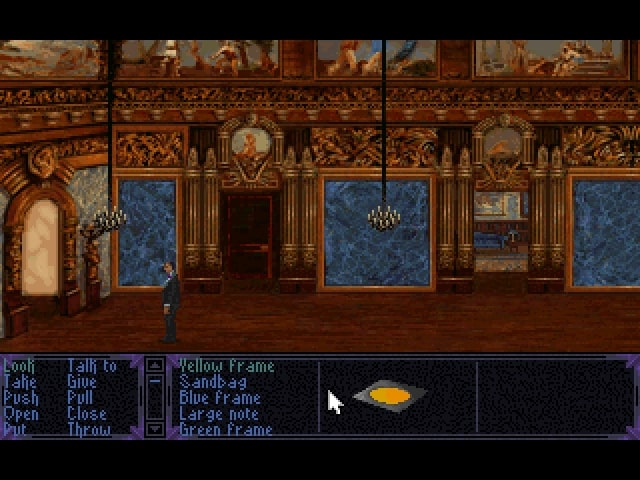 Look Talk to Yellow frame
Take Give Sandbag
Push Pull Blue frame
Open Close Large note
Put Throw Green frame